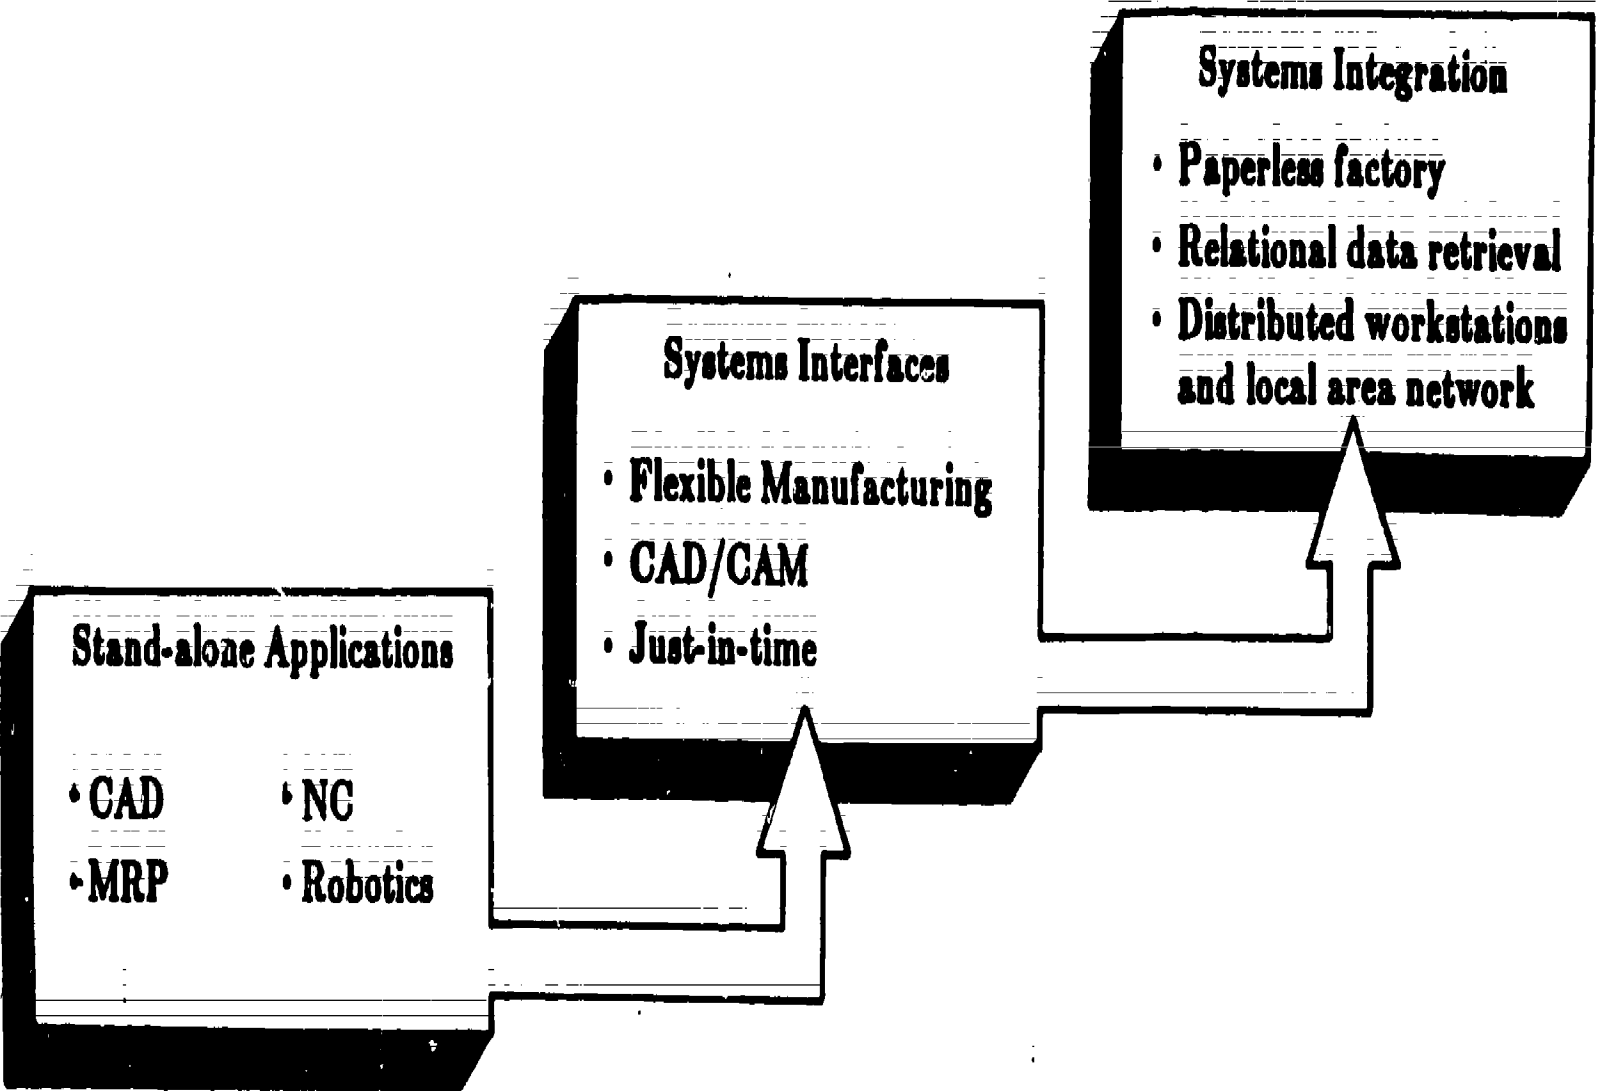 Systems Integration
• Paperless factory
• Relational data retrieval
• Distributed workstations
and local area network
Systems Interfaces
• Flexible Manufacturing
• CAD/CAM
• Just-in-time
Stand-alone Applications
• CAD
• NC
• MRP
• Robotics